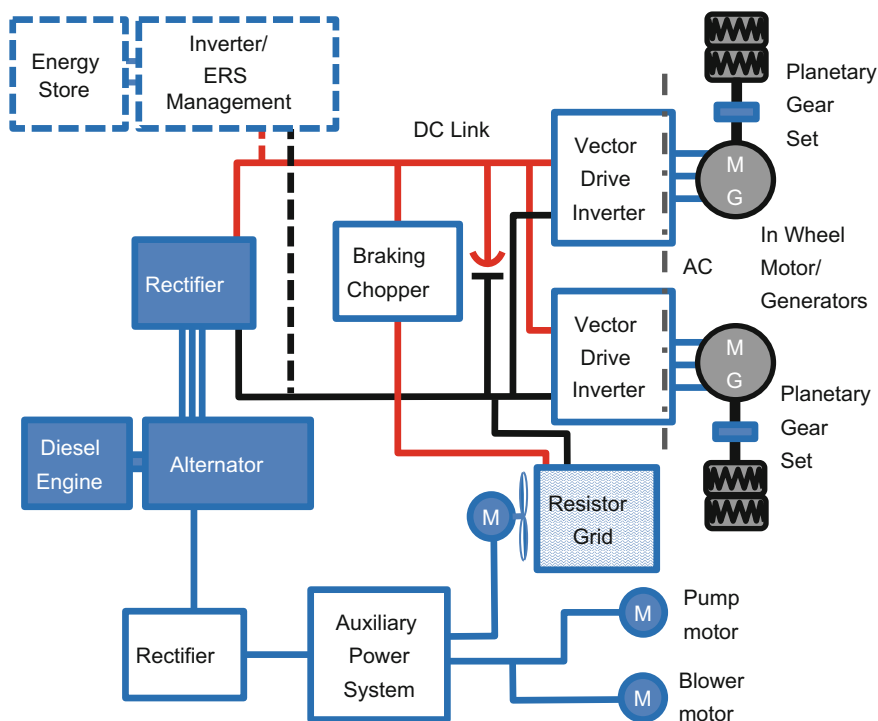 Energy
Store
Inverter/
ERS
Management
DC Link
Vector
Drive
Inverter
Planetary
Gear
Set
M
G
In Wheel
Motor/
Generators
AC
Rectifier
Braking
Chopper
Vector
Drive
Inverter
M
G
Planetary
Gear
Set
Diesel
Engine
Alternator
M
Resistor
Grid
Rectifier
Auxiliary
Power
System
M
Pump
motor
M
Blower
motor